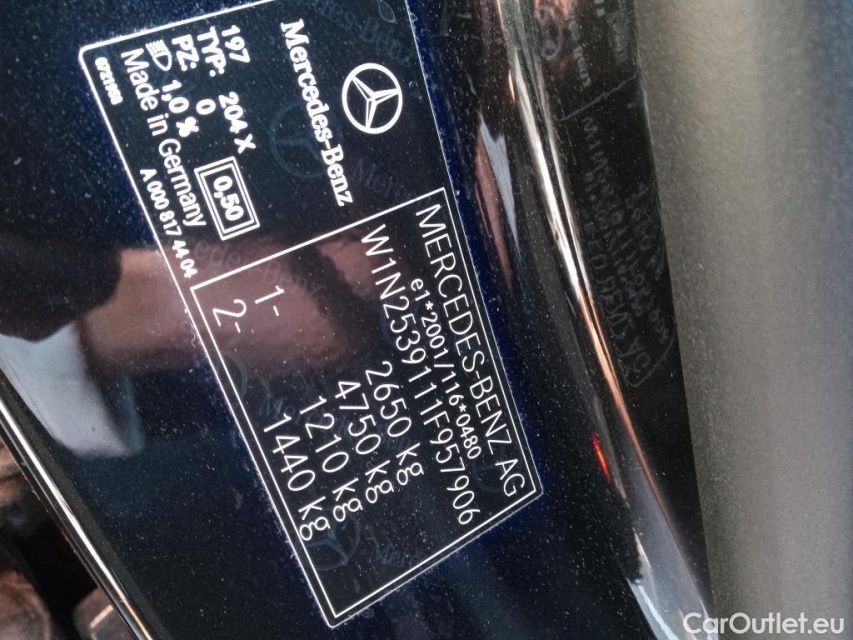 Mercedes-Benz
197
TYP: 204 X
PZ: 0
1,0 %
0,50
Made in Germany
A 000 817 44 04
MERCEDES-BENZ AG
e1*2001/116*0480
W1N2539111F957906
2650 kg
4750 kg
1- 1210 kg
2- 1440 kg
CarOutlet.eu